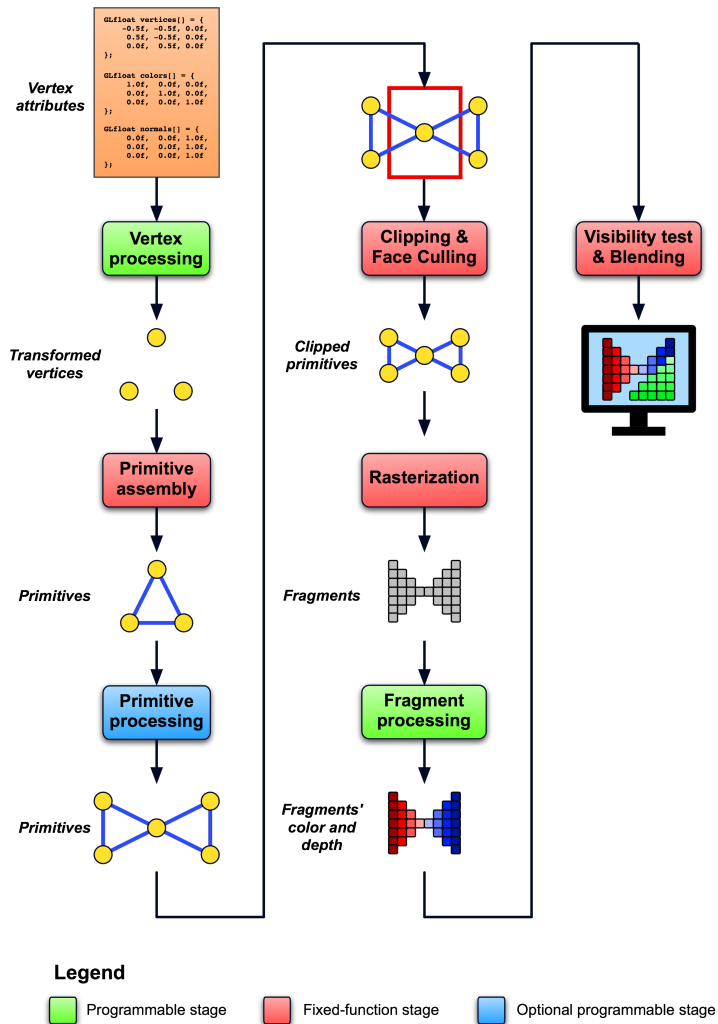 GLfloat vertices[] = {
-0.5f, -0.5f, 0.0f,
0.5f, -0.5f, 0.0f,
0.0f, 0.5f, 0.0f
};
GLfloat colors[] = {
1.0f, 0.0f, 0.0f,
0.0f, 1.0f, 0.0f,
0.0f, 0.0f, 1.0f
};
GLfloat normals[] = {
0.0f, 0.0f, 1.0f,
0.0f, 0.0f, 1.0f,
0.0f, 0.0f, 1.0f
};
Vertex
attributes
Vertex
processing
Transformed
vertices
Primitive
assembly
Primitives
Primitive
processing
Primitives
Clipping &
Face Culling
Clipped
primitives
Rasterization
Fragments
Fragment
processing
Fragments'
color and
depth
Visibility test
& Blending
Legend
Programmable stage
Fixed-function stage
Optional programmable stage